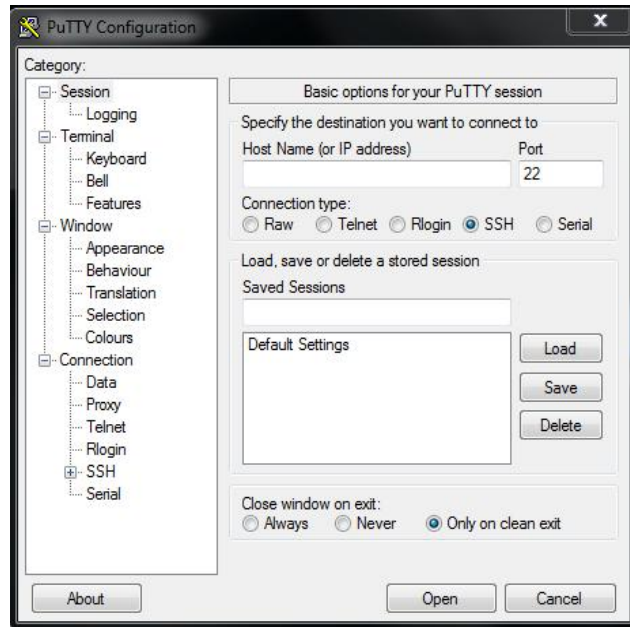 PuTTY Configuration
X
Category:
Session
Logging
Terminal
Keyboard
Bell
Features
Window
Appearance
Behaviour
Translation
Selection
Colours
Connection
Data
Proxy
Telnet
Rlogin
SSH
Serial
Basic options for your PuTTY session
Specify the destination you want to connect to
Host Name (or IP address) Port
22
Connection type:
Raw Telnet Rlogin SSH Serial
Load, save or delete a stored session
Saved Sessions
Default Settings
Load
Save
Delete
Close window on exit:
Always Never Only on clean exit
About Open Cancel